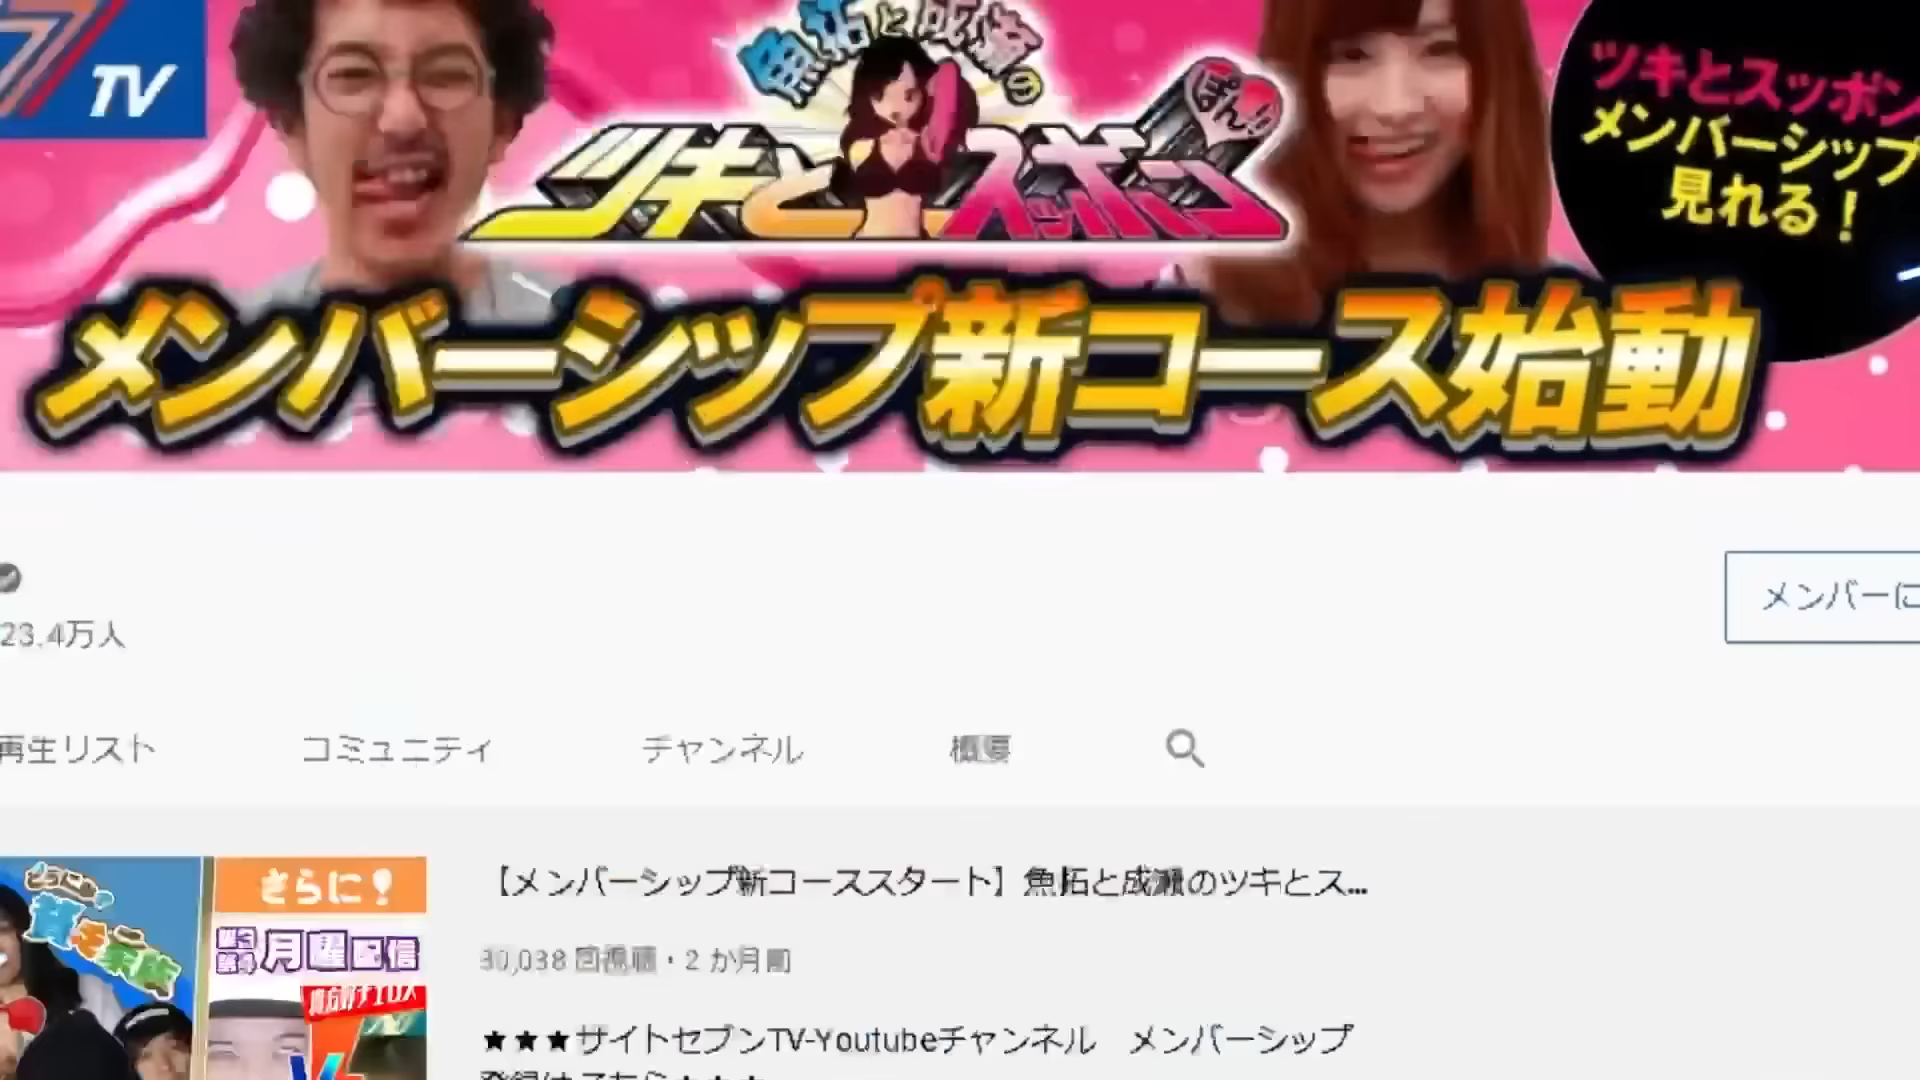 7 TV
魚拓と成瀬の
ツキとスッポン
ぽん!!
ツキとスッポン
メンバーシップ
見れる！
メンバーシップ新コース始動
メンバーに
23.4万人
再生リスト
コミュニティ
チャンネル
概要
さらに！
月曜配信
【メンバーシップ新コーススタート】魚拓と成瀬のツキとス...
30,038 回視聴・2 か月前
★★★サイトセブンTV-Youtubeチャンネル　メンバーシップ